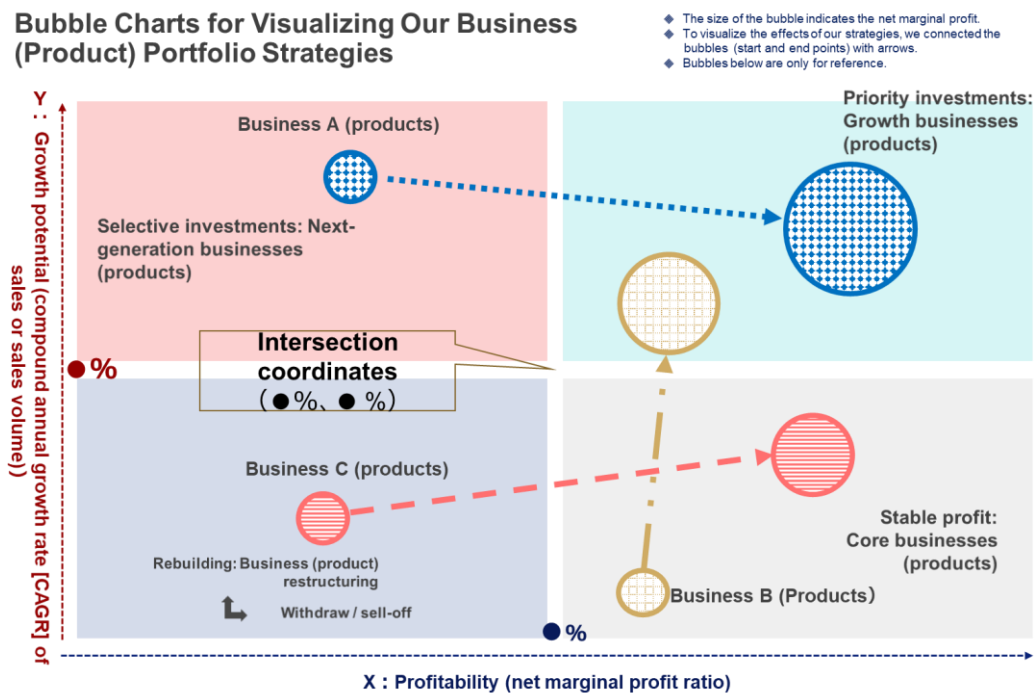 Bubble Charts for Visualizing Our Business
(Product) Portfolio Strategies
◆ The size of the bubble indicates the net marginal profit.
◆ To visualize the effects of our strategies, we connected the
bubbles (start and end points) with arrows.
◆ Bubbles below are only for reference.
Y：Growth potential (compound annual growth rate [CAGR] of
sales or sales volume))
Business A (products)
Priority investments:
Growth businesses
(products)
Selective investments: Next-
generation businesses
(products)
Intersection
coordinates
（●%、● %）
●%
Business C (products)
Rebuilding: Business (product)
restructuring
Withdraw / sell-off
Stable profit:
Core businesses
(products)
Business B (Products）
●%
X：Profitability (net marginal profit ratio)